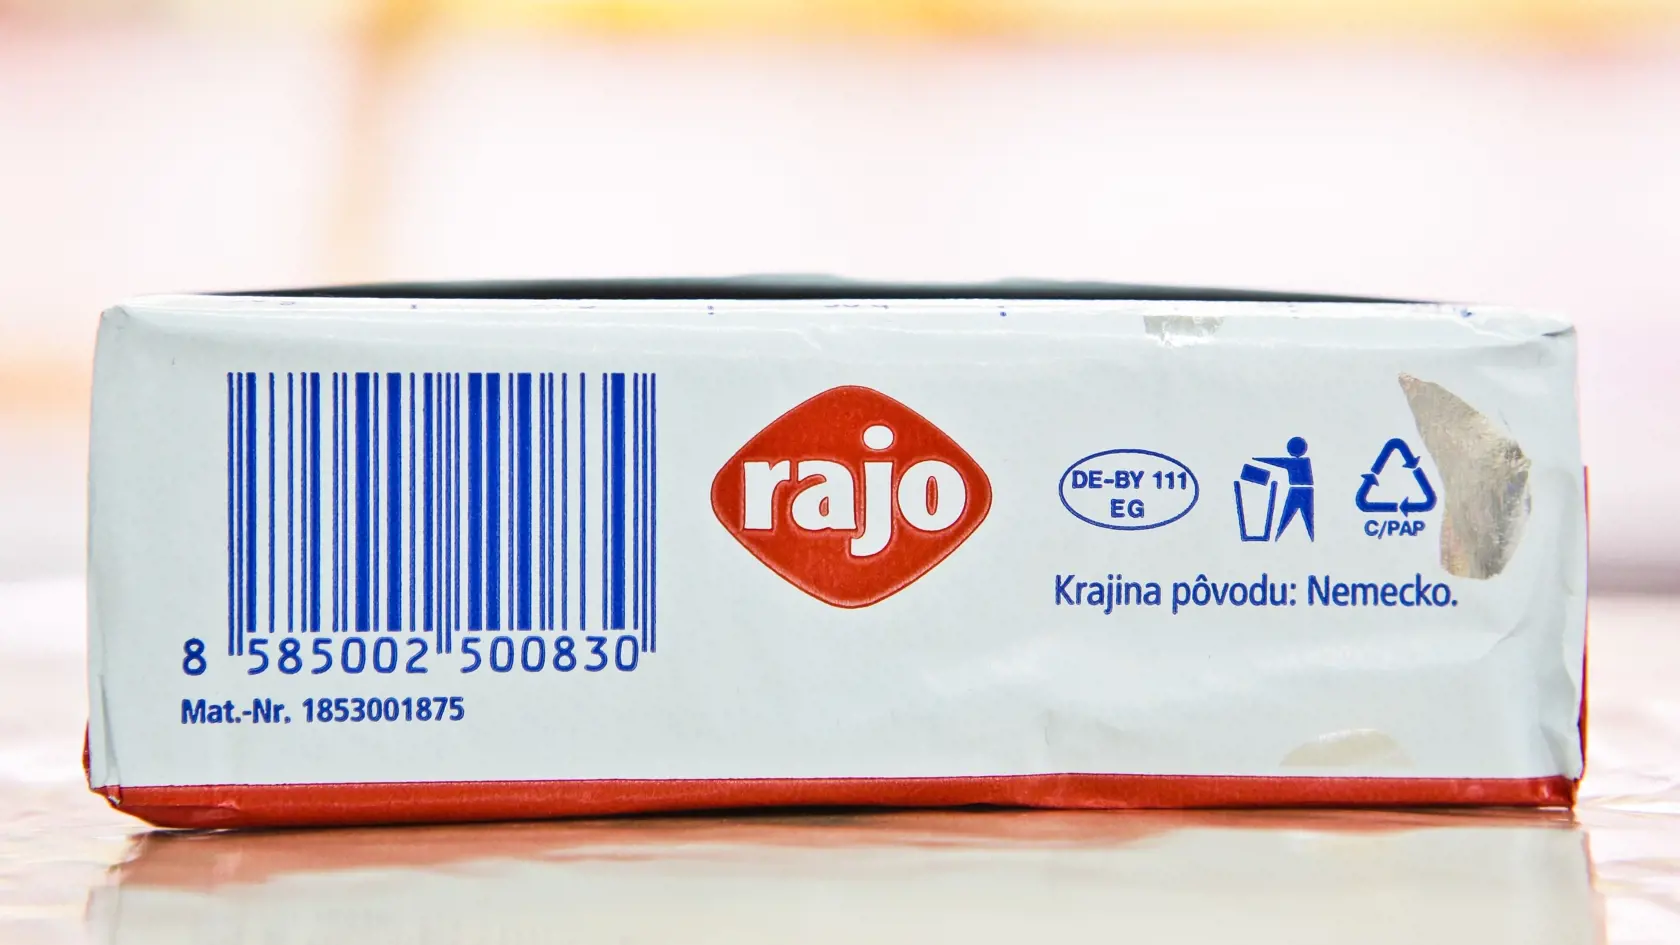 8 585002 500830
Mat.-Nr. 1853001875
rajo
DE-BY 111
EG
C/PAP
Krajina pôvodu: Nemecko.